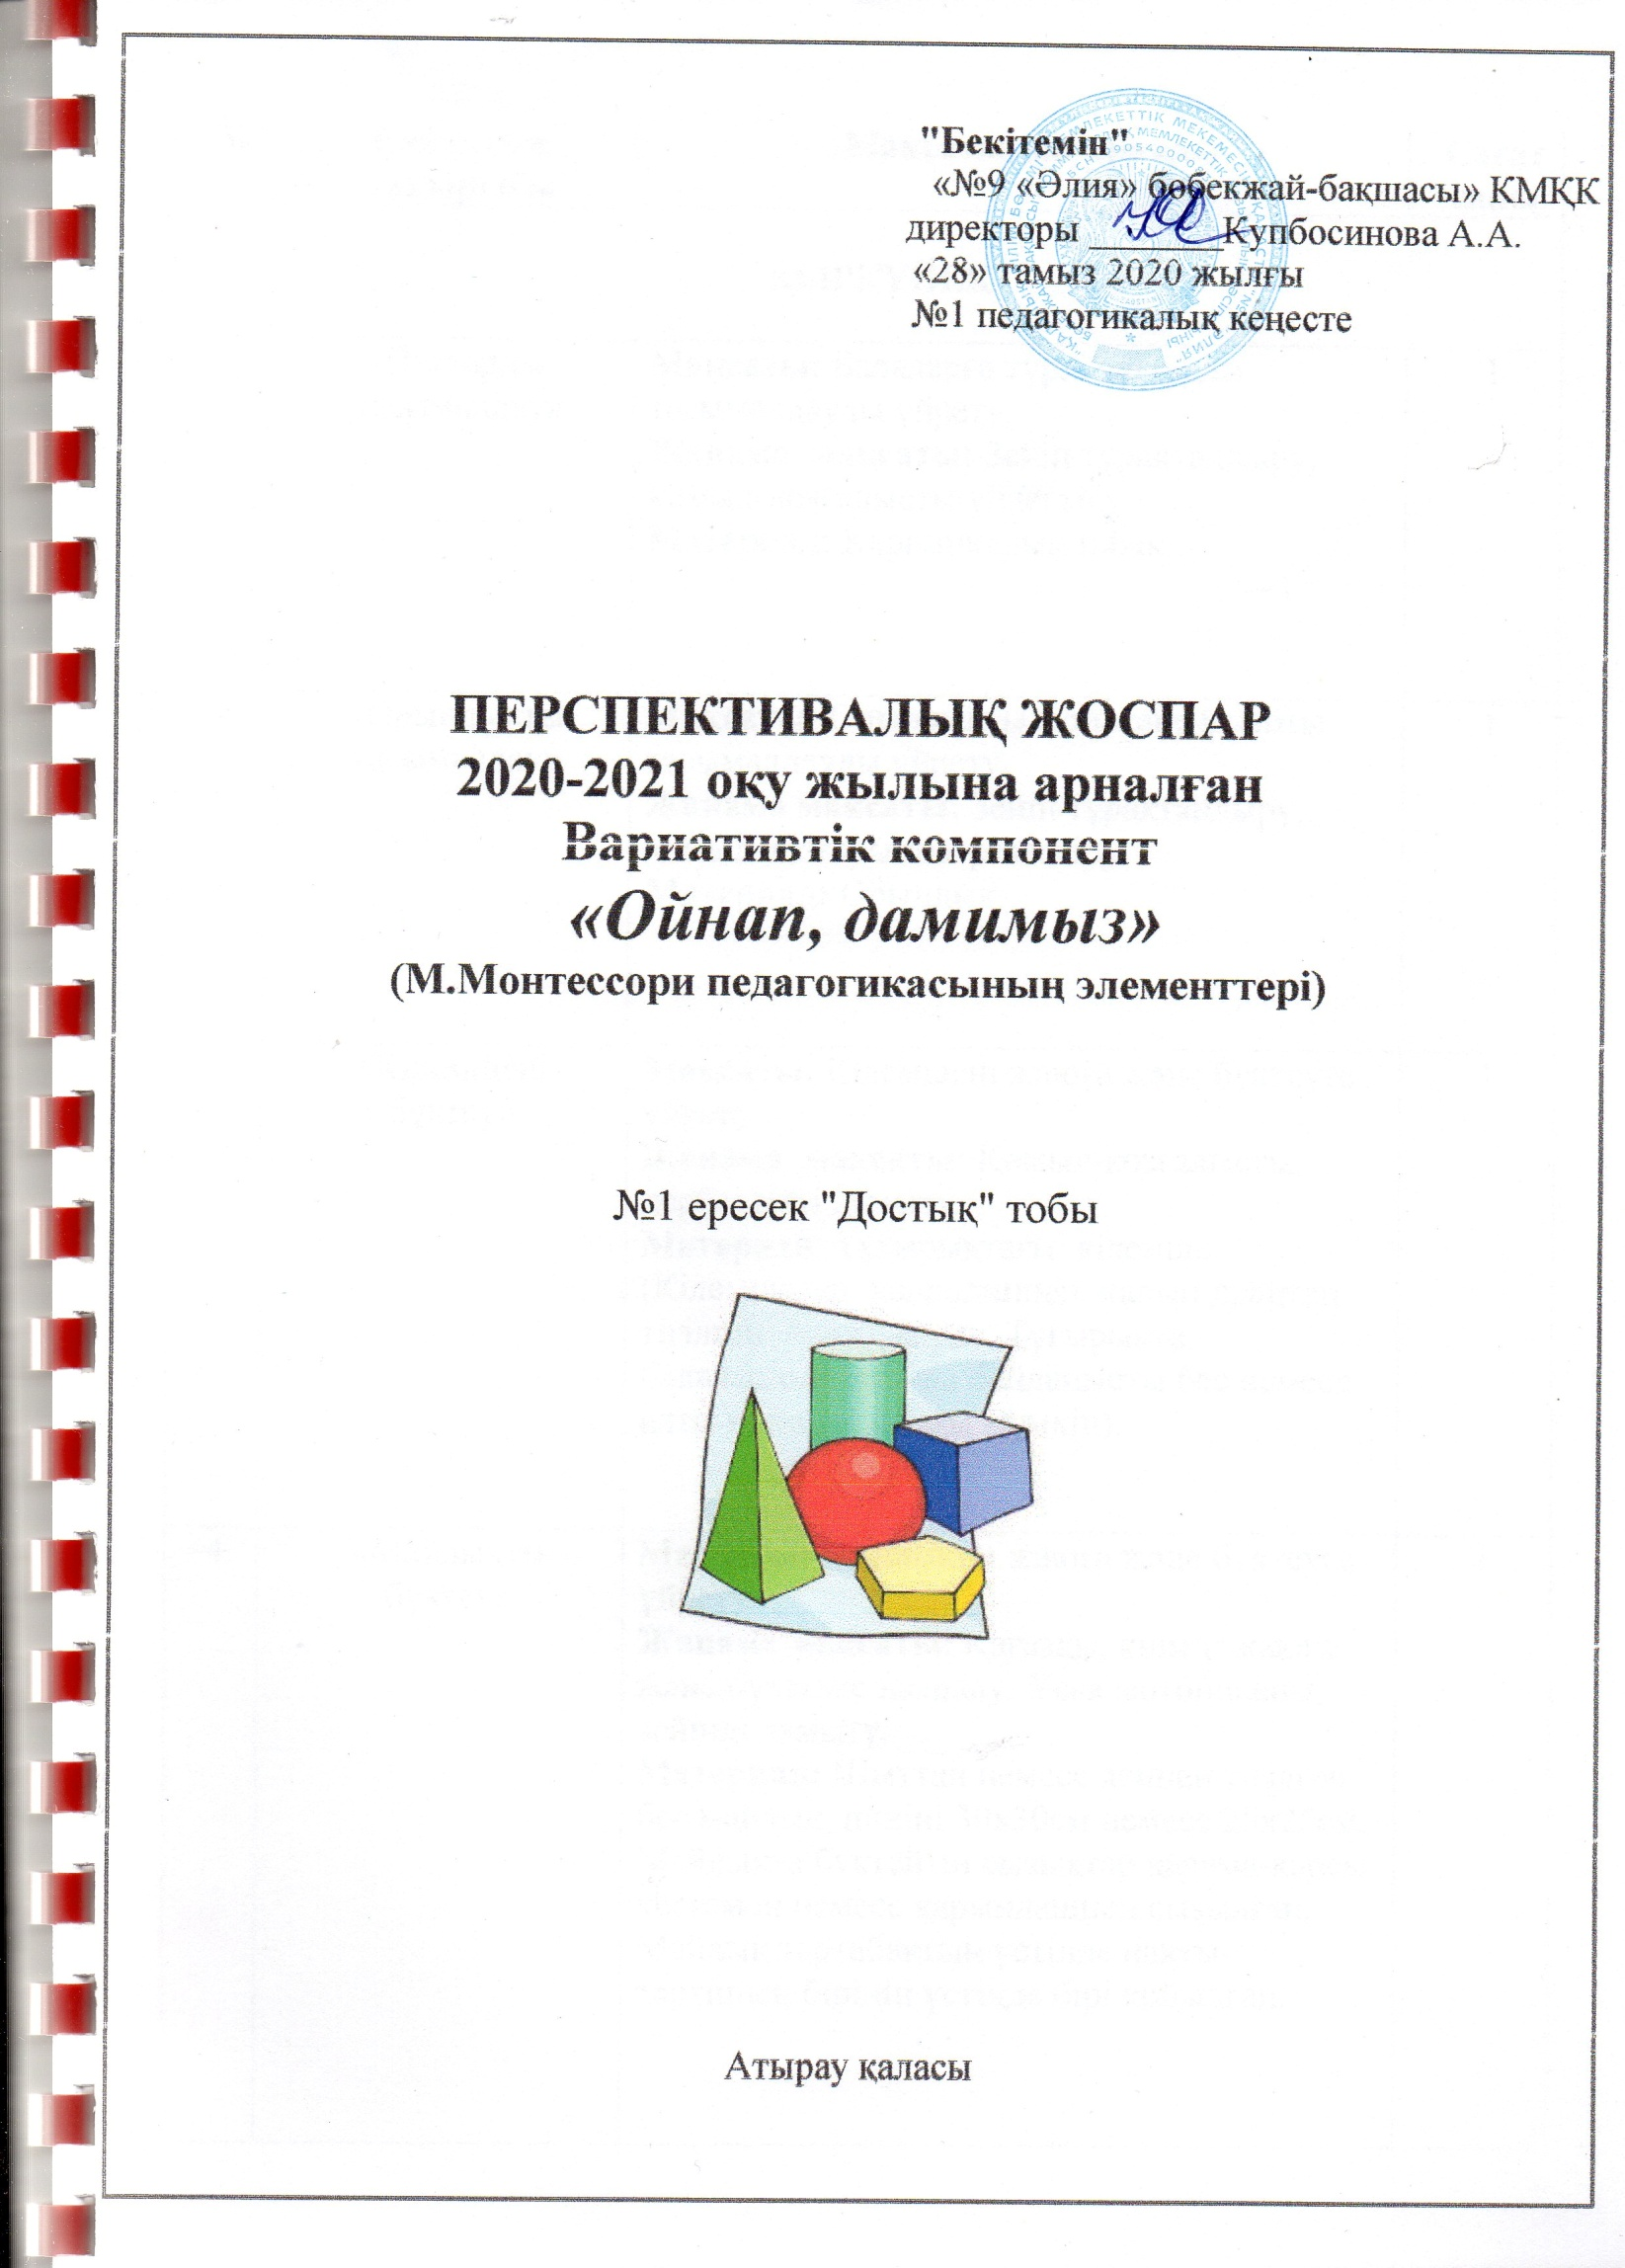 "Бекітемін"
«№9 «Әлия» бөбекжай-бақшасы» КМҚК
директоры _______Купбосинова А.А.
«28» тамыз 2020 жылғы
№1 педагогикалық кеңесте
ПЕРСПЕКТИВАЛЫҚ ЖОСПАР
2020-2021 оқу жылына арналған
Вариативтік компонент
«Ойнап, дамимыз»
(М.Монтессори педагогикасының элементтері)
№1 ересек "Достық" тобы
Атырау қаласы